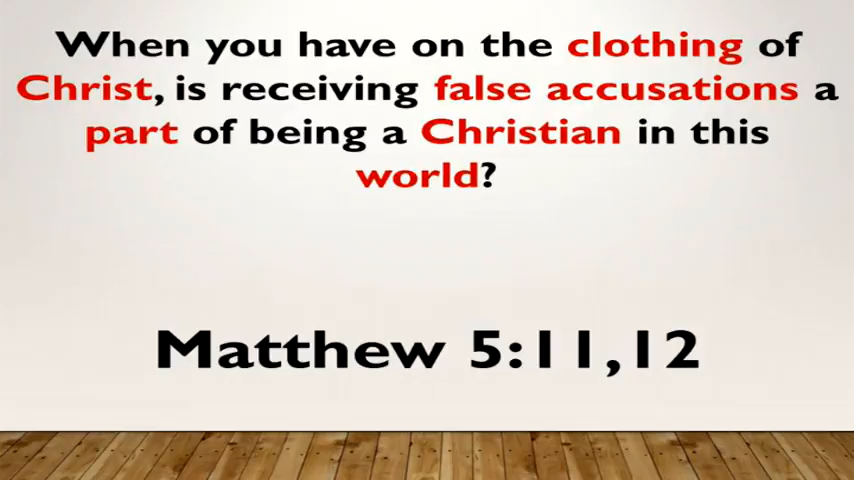 When you have on the clothing of
Christ, is receiving false accusations a
part of being a Christian in this
world?
Matthew 5:11,12